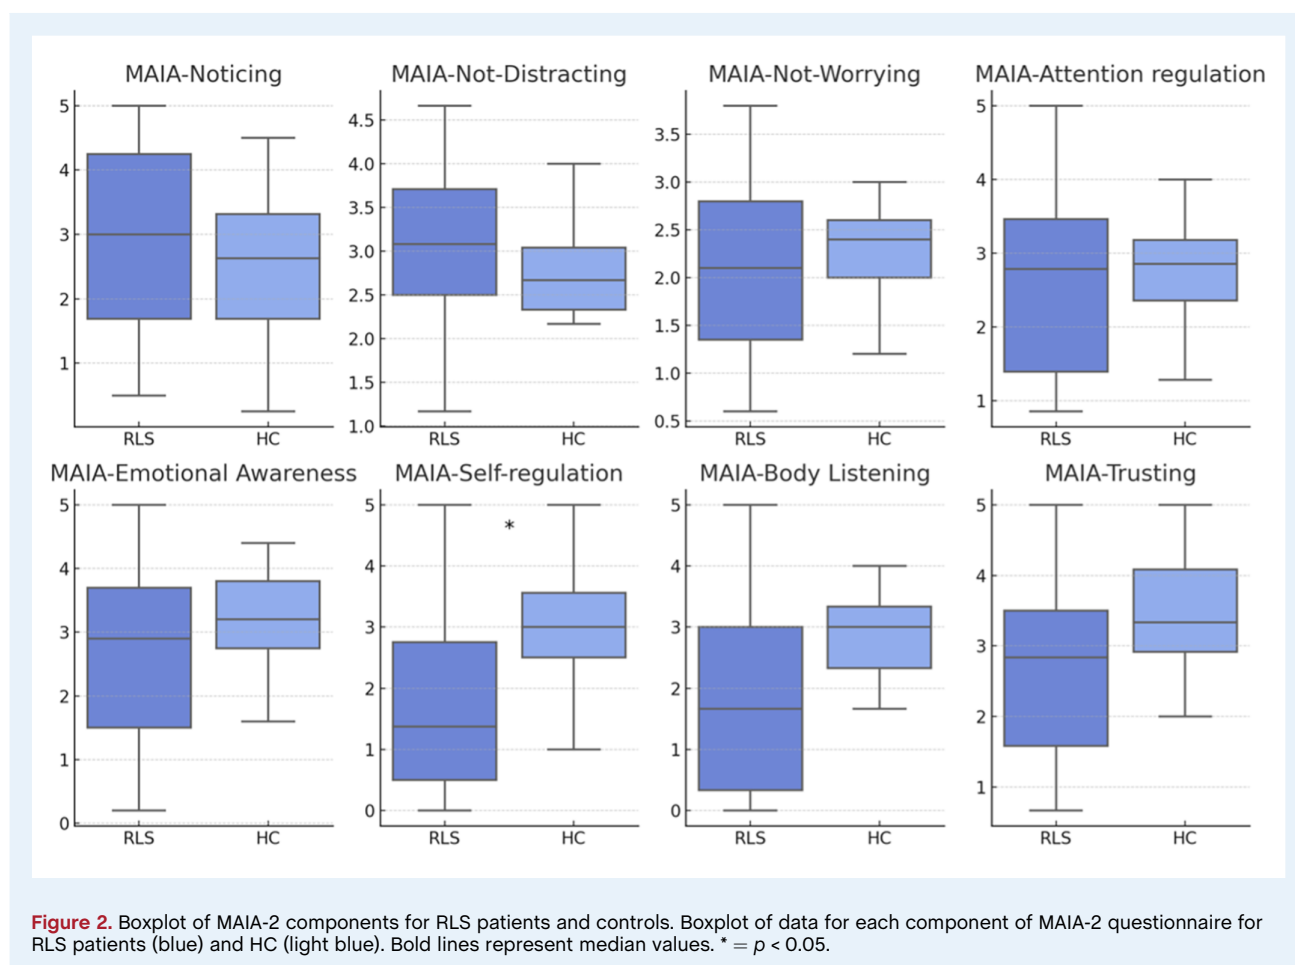 MAIA-Noticing
5
4
3
2
1
RLS HC
MAIA-Not-Distracting
4.5
4.0
3.5
3.0
2.5
2.0
1.5
1.0
RLS HC
MAIA-Not-Worrying
3.5
3.0
2.5
2.0
1.5
1.0
0.5
RLS HC
MAIA-Attention regulation
5
4
3
2
1
RLS HC
MAIA-Emotional Awareness
5
4
3
2
1
0
RLS HC
MAIA-Self-regulation
5
*
4
3
2
1
0
RLS HC
MAIA-Body Listening
5
4
3
2
1
0
RLS HC
MAIA-Trusting
5
4
3
2
1
RLS HC
Figure 2. Boxplot of MAIA-2 components for RLS patients and controls. Boxplot of data for each component of MAIA-2 questionnaire for
RLS patients (blue) and HC (light blue). Bold lines represent median values. * = p < 0.05.